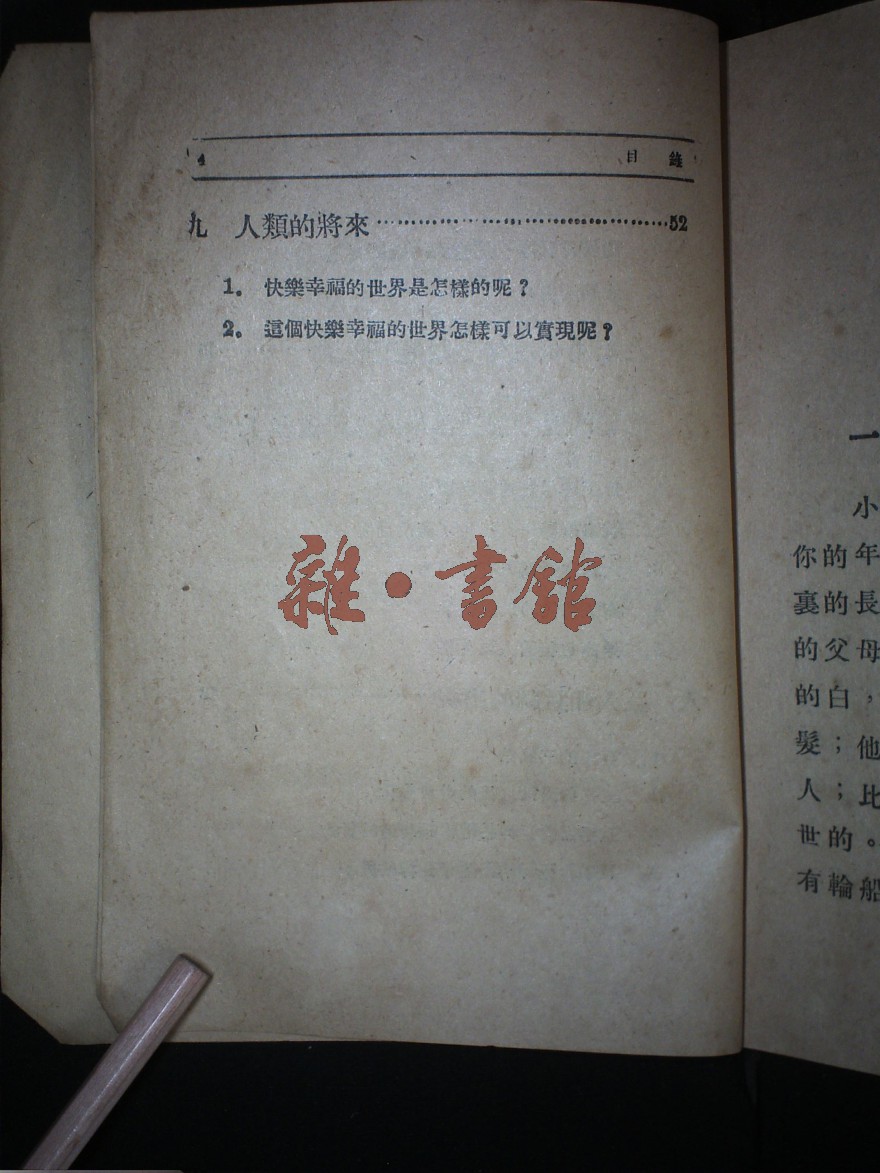 4 目錄
九 人類的將來……………………………52
1. 快樂幸福的世界是怎樣的呢？
2. 這個快樂幸福的世界怎樣可以實現呢？
雜·書舘
一
小
你的年
裏的長
的父母
的白，
髮；他
人；比
世的。
有輪船